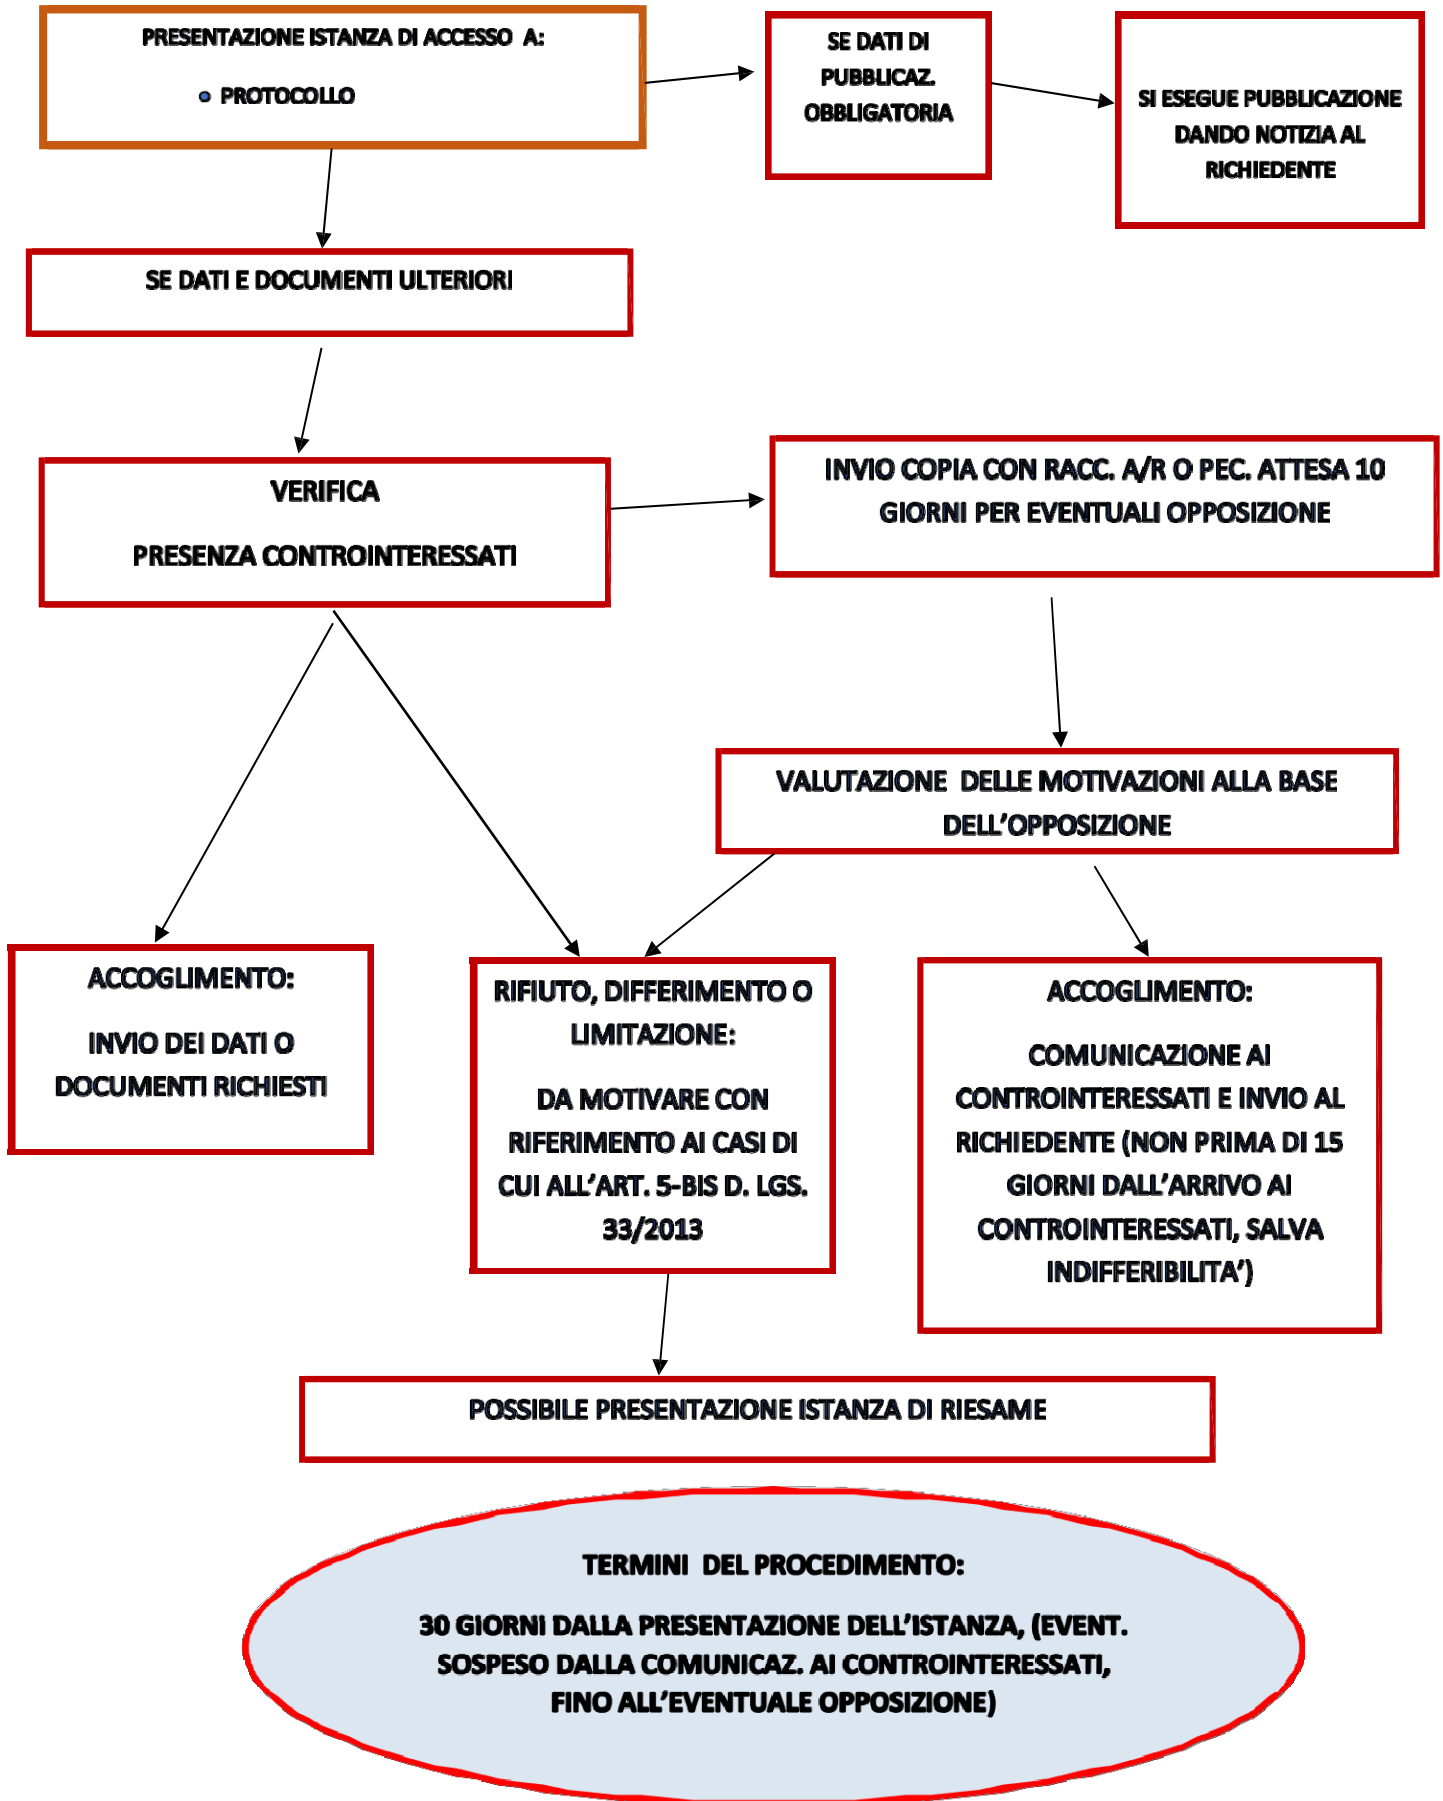 PRESENTAZIONE ISTANZA DI ACCESSO A:
• PROTOCOLLO
SE DATI DI
PUBBLICAZ.
OBBLIGATORIA
SI ESEGUE PUBBLICAZIONE
DANDO NOTIZIA AL
RICHIEDENTE
SE DATI E DOCUMENTI ULTERIORI
VERIFICA
PRESENZA CONTROINTERESSATI
INVIO COPIA CON RACC. A/R O PEC. ATTESA 10
GIORNI PER EVENTUALI OPPOSIZIONE
VALUTAZIONE DELLE MOTIVAZIONI ALLA BASE
DELL’OPPOSIZIONE
ACCOGLIMENTO:
INVIO DEI DATI O
DOCUMENTI RICHIESTI
RIFIUTO, DIFFERIMENTO O
LIMITAZIONE:
DA MOTIVARE CON
RIFERIMENTO AI CASI DI
CUI ALL’ART. 5-BIS D. LGS.
33/2013
ACCOGLIMENTO:
COMUNICAZIONE AI
CONTROINTERESSATI E INVIO AL
RICHIEDENTE (NON PRIMA DI 15
GIORNI DALL’ARRIVO AI
CONTROINTERESSATI, SALVA
INDIFFERIBILITA’)
POSSIBILE PRESENTAZIONE ISTANZA DI RIESAME
TERMINI DEL PROCEDIMENTO:
30 GIORNI DALLA PRESENTAZIONE DELL’ISTANZA, (EVENT.
SOSPESO DALLA COMUNICAZ. AI CONTROINTERESSATI,
FINO ALL’EVENTUALE OPPOSIZIONE)